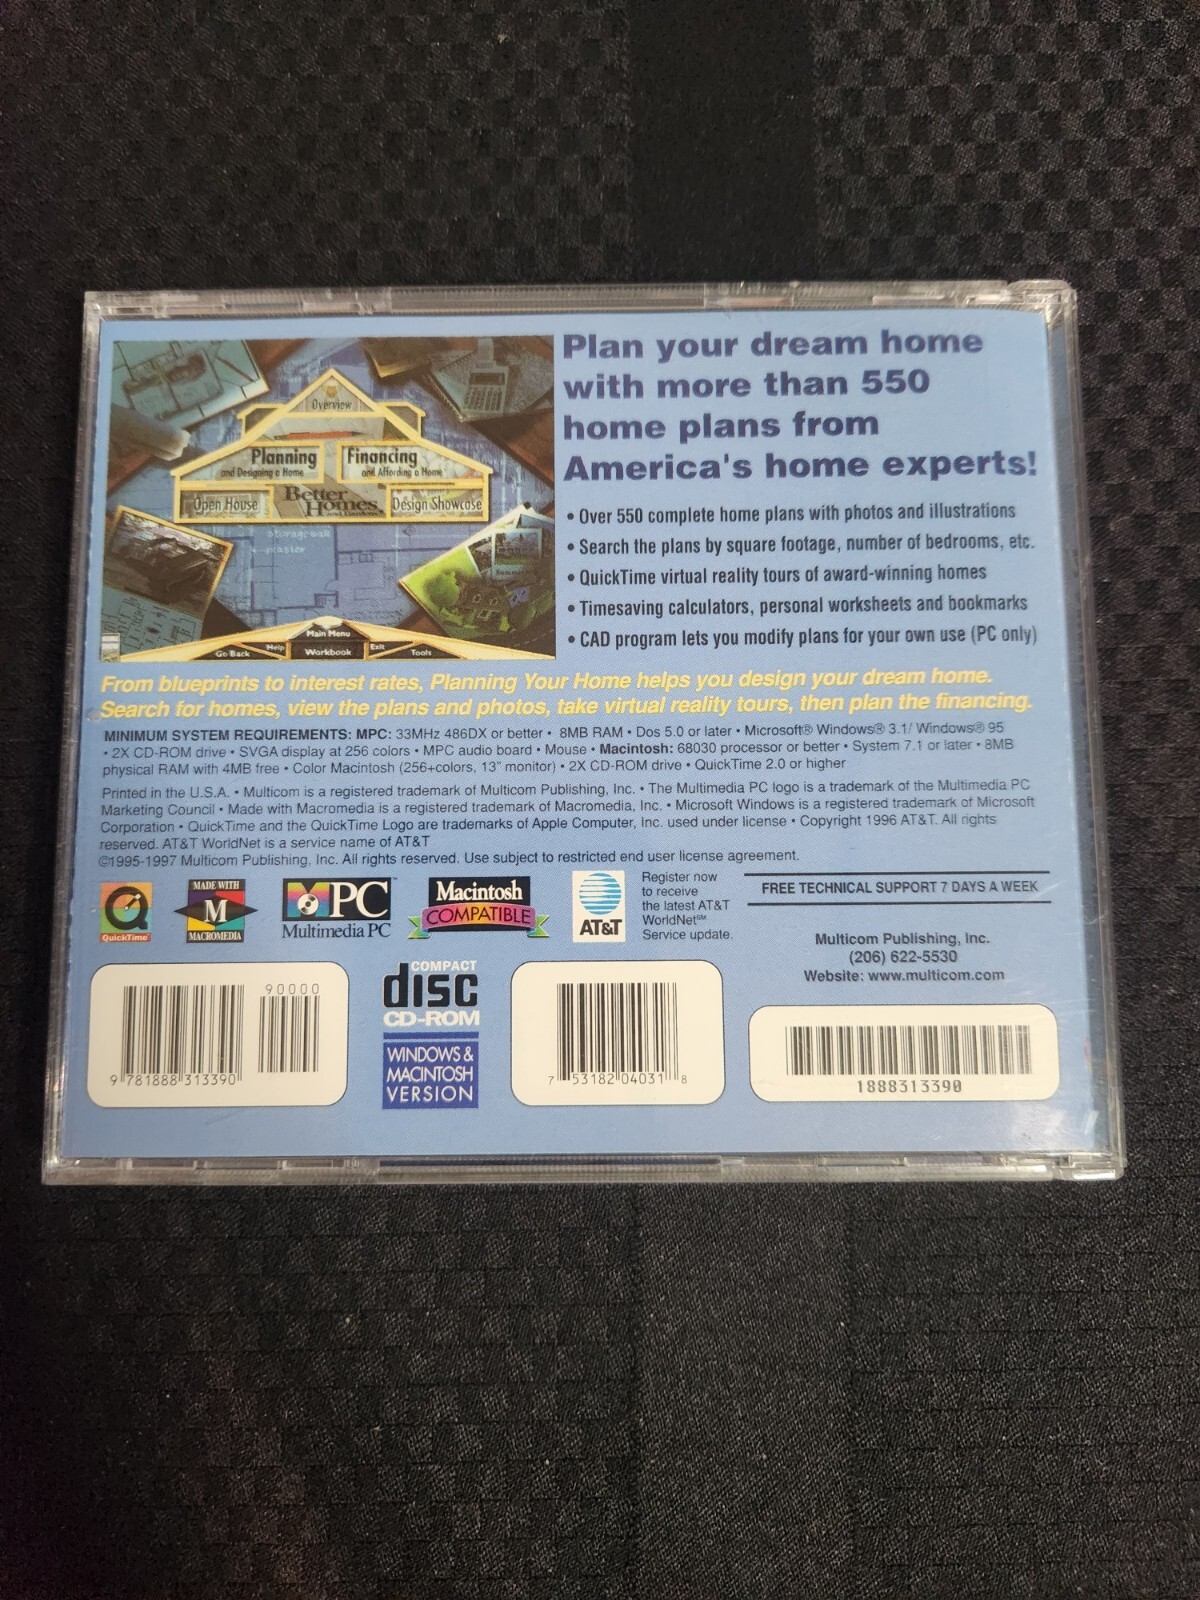 Overview
Planning
and Designing a Home
Financing
and Affording a Home
Open House
Better
Homes
and Gardens
Design Showcase
storage oak
plaster
Main Menu
Go Back
Help
Workbook
Exit
Tools
Plan your dream home
with more than 550
home plans from
America's home experts!
• Over 550 complete home plans with photos and illustrations
• Search the plans by square footage, number of bedrooms, etc.
• QuickTime virtual reality tours of award-winning homes
• Timesaving calculators, personal worksheets and bookmarks
• CAD program lets you modify plans for your own use (PC only)
From blueprints to interest rates, Planning Your Home helps you design your dream home.
Search for homes, view the plans and photos, take virtual reality tours, then plan the financing.
MINIMUM SYSTEM REQUIREMENTS: MPC: 33MHz 486DX or better • 8MB RAM • Dos 5.0 or later • Microsoft® Windows® 3.1/ Windows® 95
• 2X CD-ROM drive • SVGA display at 256 colors • MPC audio board • Mouse • Macintosh: 68030 processor or better • System 7.1 or later • 8MB
physical RAM with 4MB free • Color Macintosh (256+colors, 13" monitor) • 2X CD-ROM drive • QuickTime 2.0 or higher
Printed in the U.S.A. • Multicom is a registered trademark of Multicom Publishing, Inc. • The Multimedia PC logo is a trademark of the Multimedia PC
Marketing Council • Made with Macromedia is a registered trademark of Macromedia, Inc. • Microsoft Windows is a registered trademark of Microsoft
Corporation • QuickTime and the QuickTime Logo are trademarks of Apple Computer, Inc. used under license • Copyright 1996 AT&T. All rights
reserved. AT&T WorldNet is a service name of AT&T
©1995-1997 Multicom Publishing, Inc. All rights reserved. Use subject to restricted end user license agreement.
QuickTime™
MADE WITH
M
MACROMEDIA
MPC™
Multimedia PC
Macintosh
COMPATIBLE
AT&T
Register now
to receive
the latest AT&T
WorldNet℠
Service update.
FREE TECHNICAL SUPPORT 7 DAYS A WEEK
Multicom Publishing, Inc.
(206) 622-5530
Website: www.multicom.com
90000
9 781888 313390
COMPACT
disc
CD-ROM
WINDOWS &
MACINTOSH
VERSION
7 53182 04031 8
1888313390